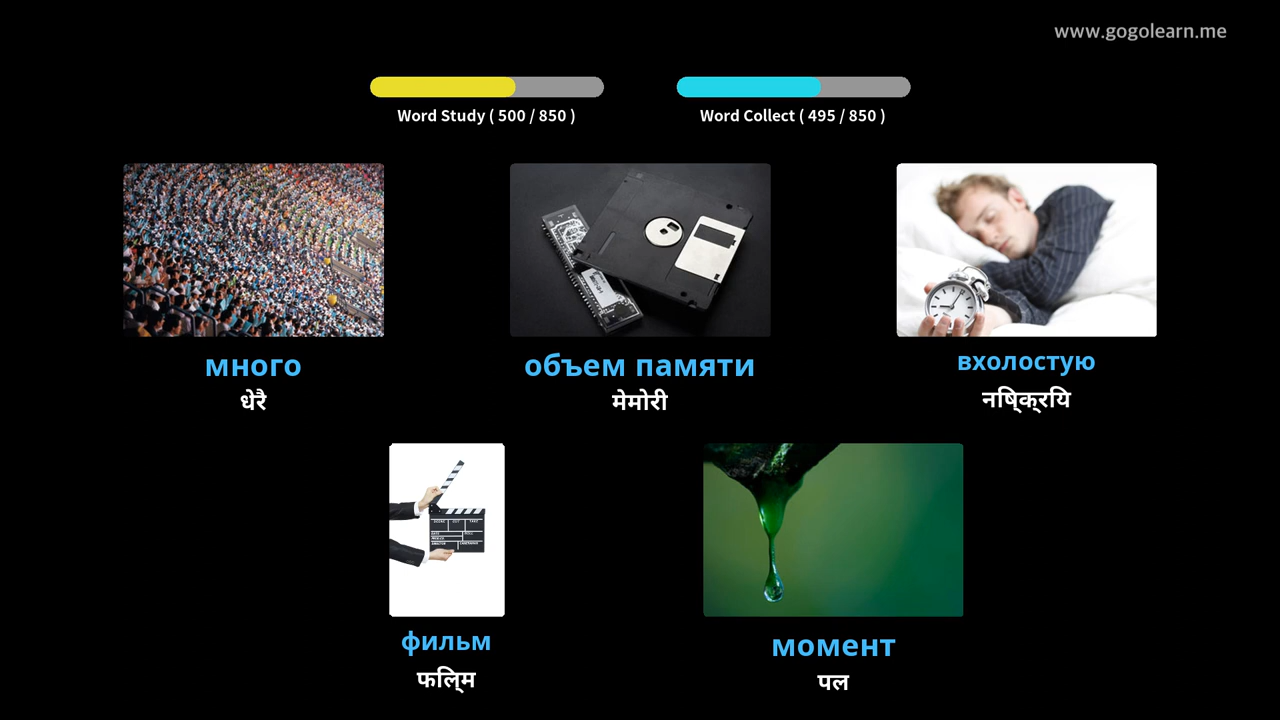 www.gogolearn.me
Word Study ( 500 / 850 )
Word Collect ( 495 / 850 )
много
объем памяти
вхолостую
धेरै
मेमोरी
निष्क्रिय
фильм
момент
फिल्म
पल